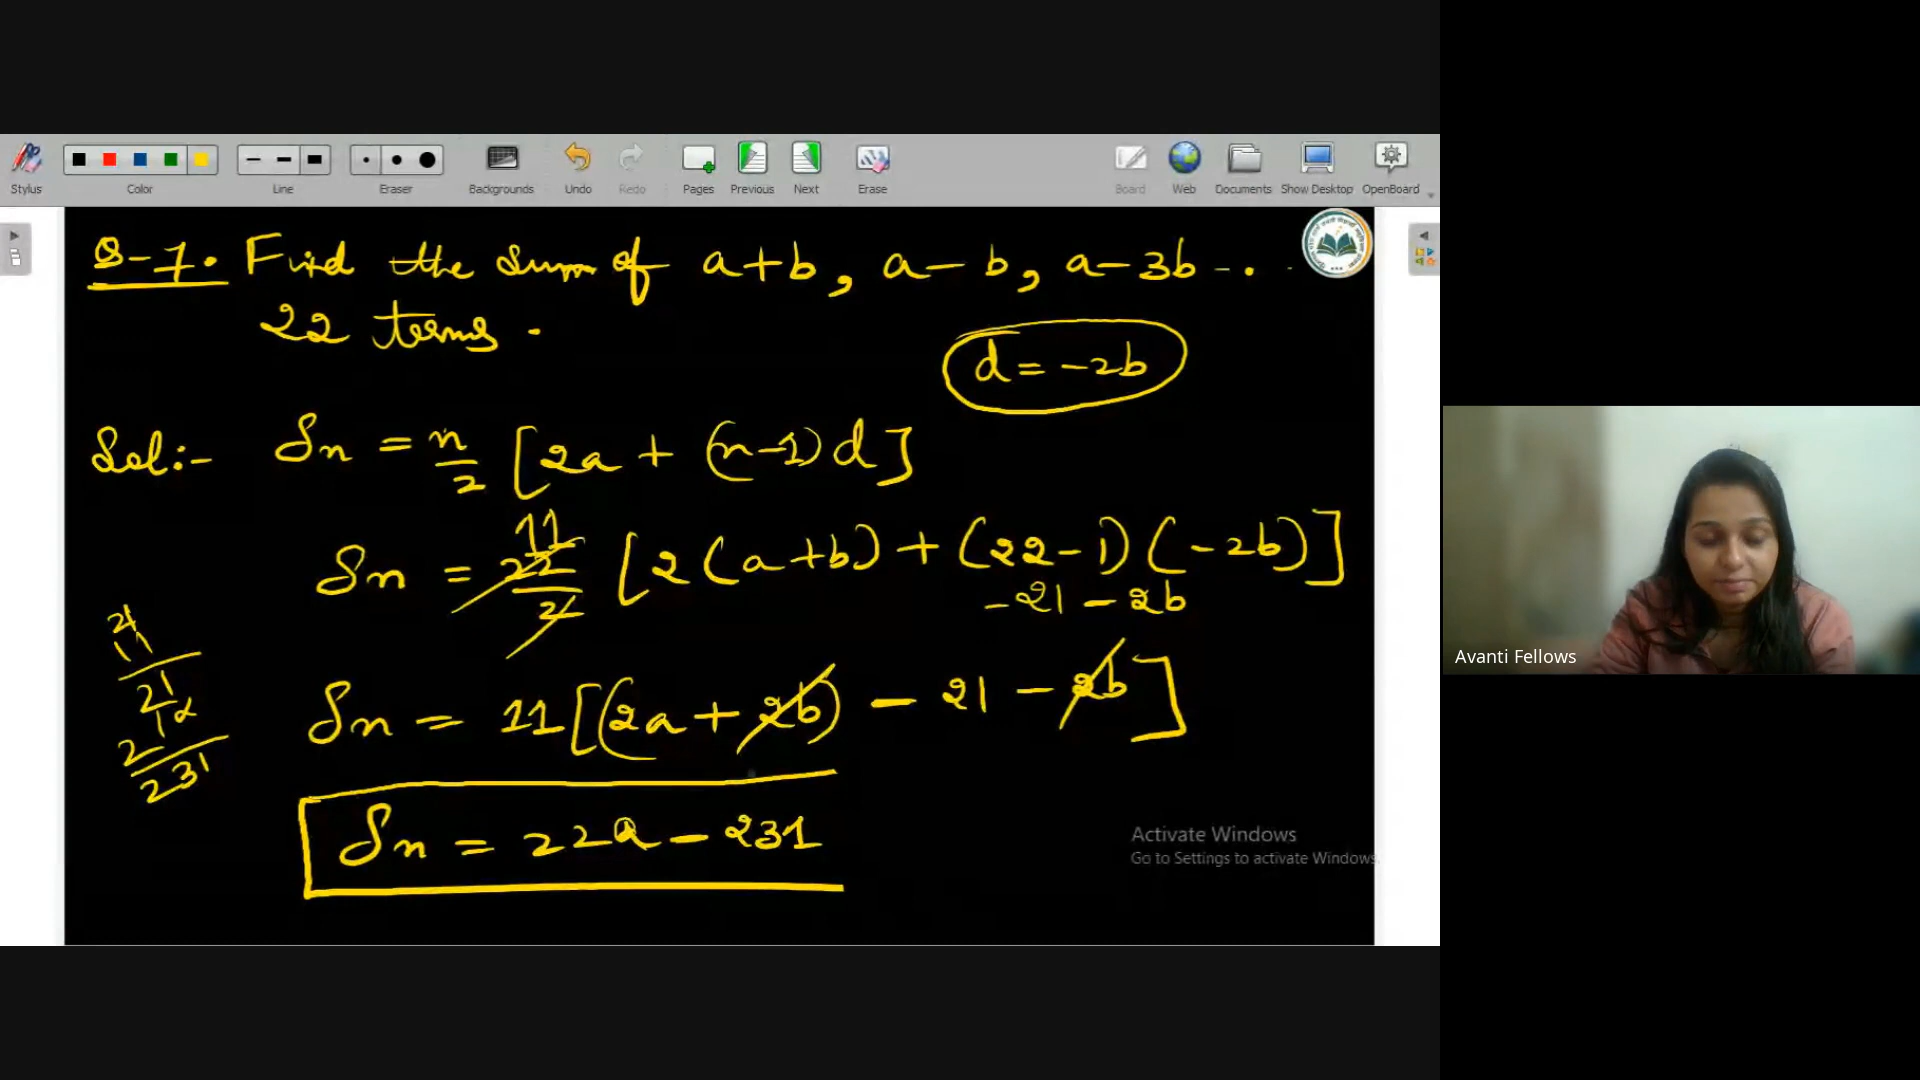 Stylus Color Line Eraser Backgrounds Undo Redo Pages Previous Next Erase Board Web Documents Show Desktop OpenBoard
Q-7. Find the sum of a+b, a-b, a-3b - . . .
22 terms.
d = -2b
Sol:- Sn = n/2 [2a + (n-1)d]
11
Sn = 22/2 [2(a+b) + (22-1)(-2b)]
-21 - 2b
Sn = 11[(2a + 2b) - 21 - 2b]
21
11
21
2
231
Sn = 22a - 231
Avanti Fellows
Activate Windows
Go to Settings to activate Windows.